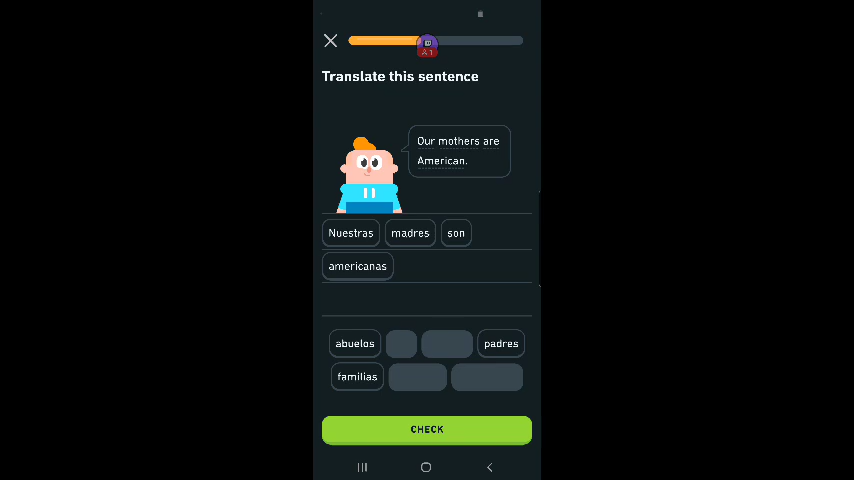 Translate this sentence
Our mothers are
American.
Nuestras madres son
americanas
abuelos padres
familias
CHECK